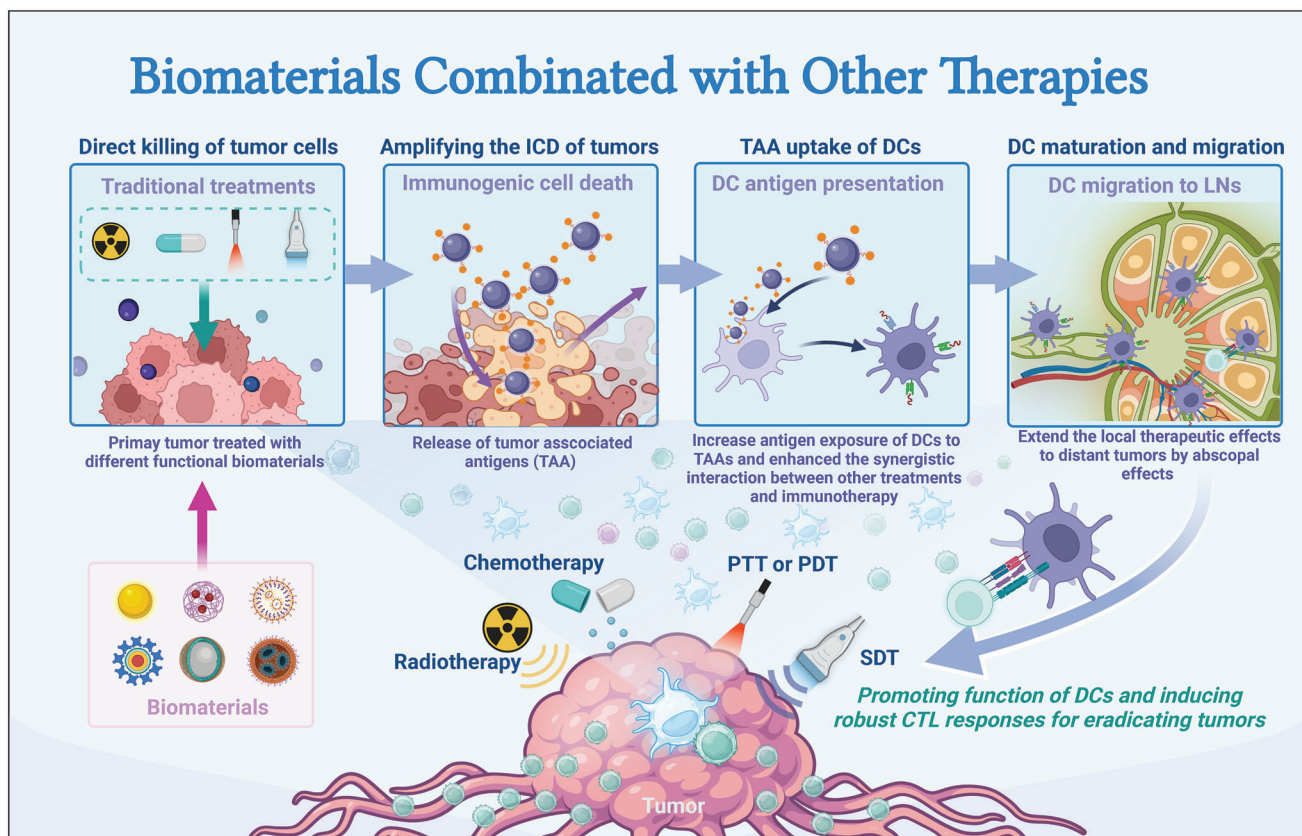 Biomaterials Combinated with Other Therapies
Direct killing of tumor cells
Traditional treatments
Primay tumor treated with
different functional biomaterials
Amplifying the ICD of tumors
Immunogenic cell death
Release of tumor asscociated
antigens (TAA)
TAA uptake of DCs
DC antigen presentation
Increase antigen exposure of DCs to
TAAs and enhanced the synergistic
interaction between other treatments
and immunotherapy
DC maturation and migration
DC migration to LNs
Extend the local therapeutic effects
to distant tumors by abscopal
effects
Biomaterials
Chemotherapy
PTT or PDT
Radiotherapy
SDT
Promoting function of DCs and inducing
robust CTL responses for eradicating tumors
Tumor